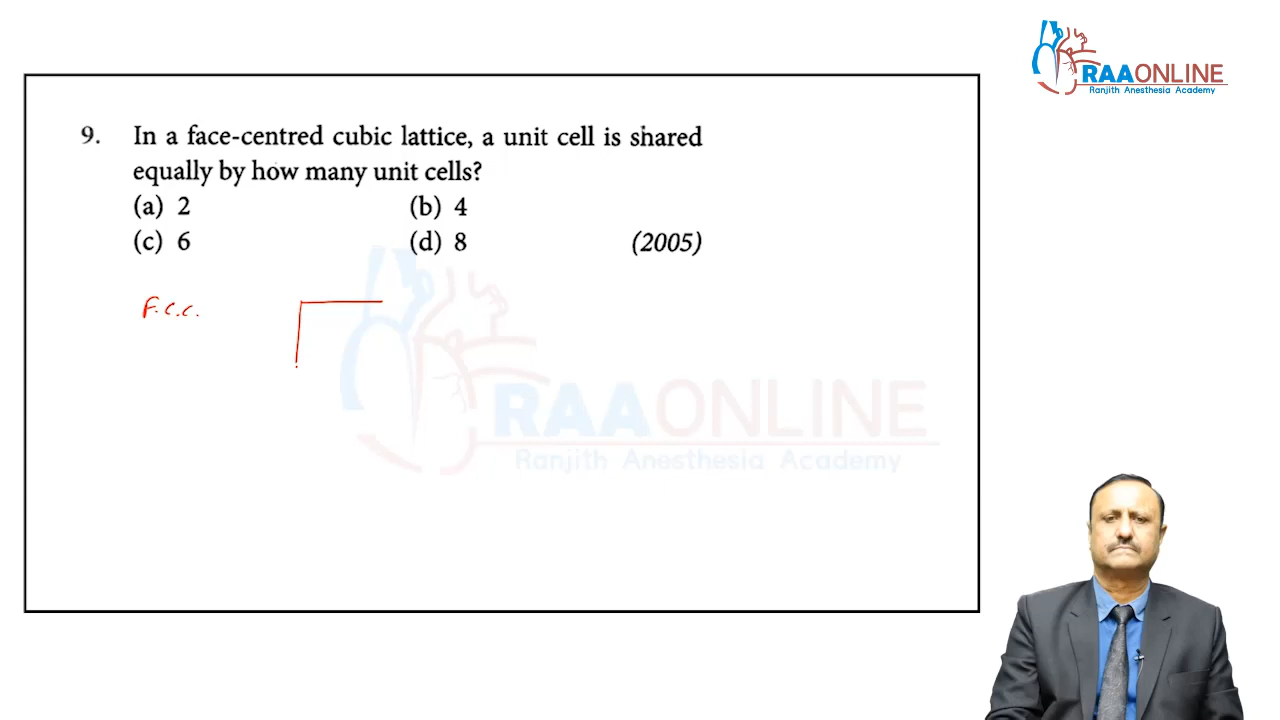 RAAONLINE
Ranjith Anesthesia Academy
9. In a face-centred cubic lattice, a unit cell is shared
equally by how many unit cells?
(a) 2 (b) 4
(c) 6 (d) 8 (2005)
F.C.C.
RAAONLINE
Ranjith Anesthesia Academy